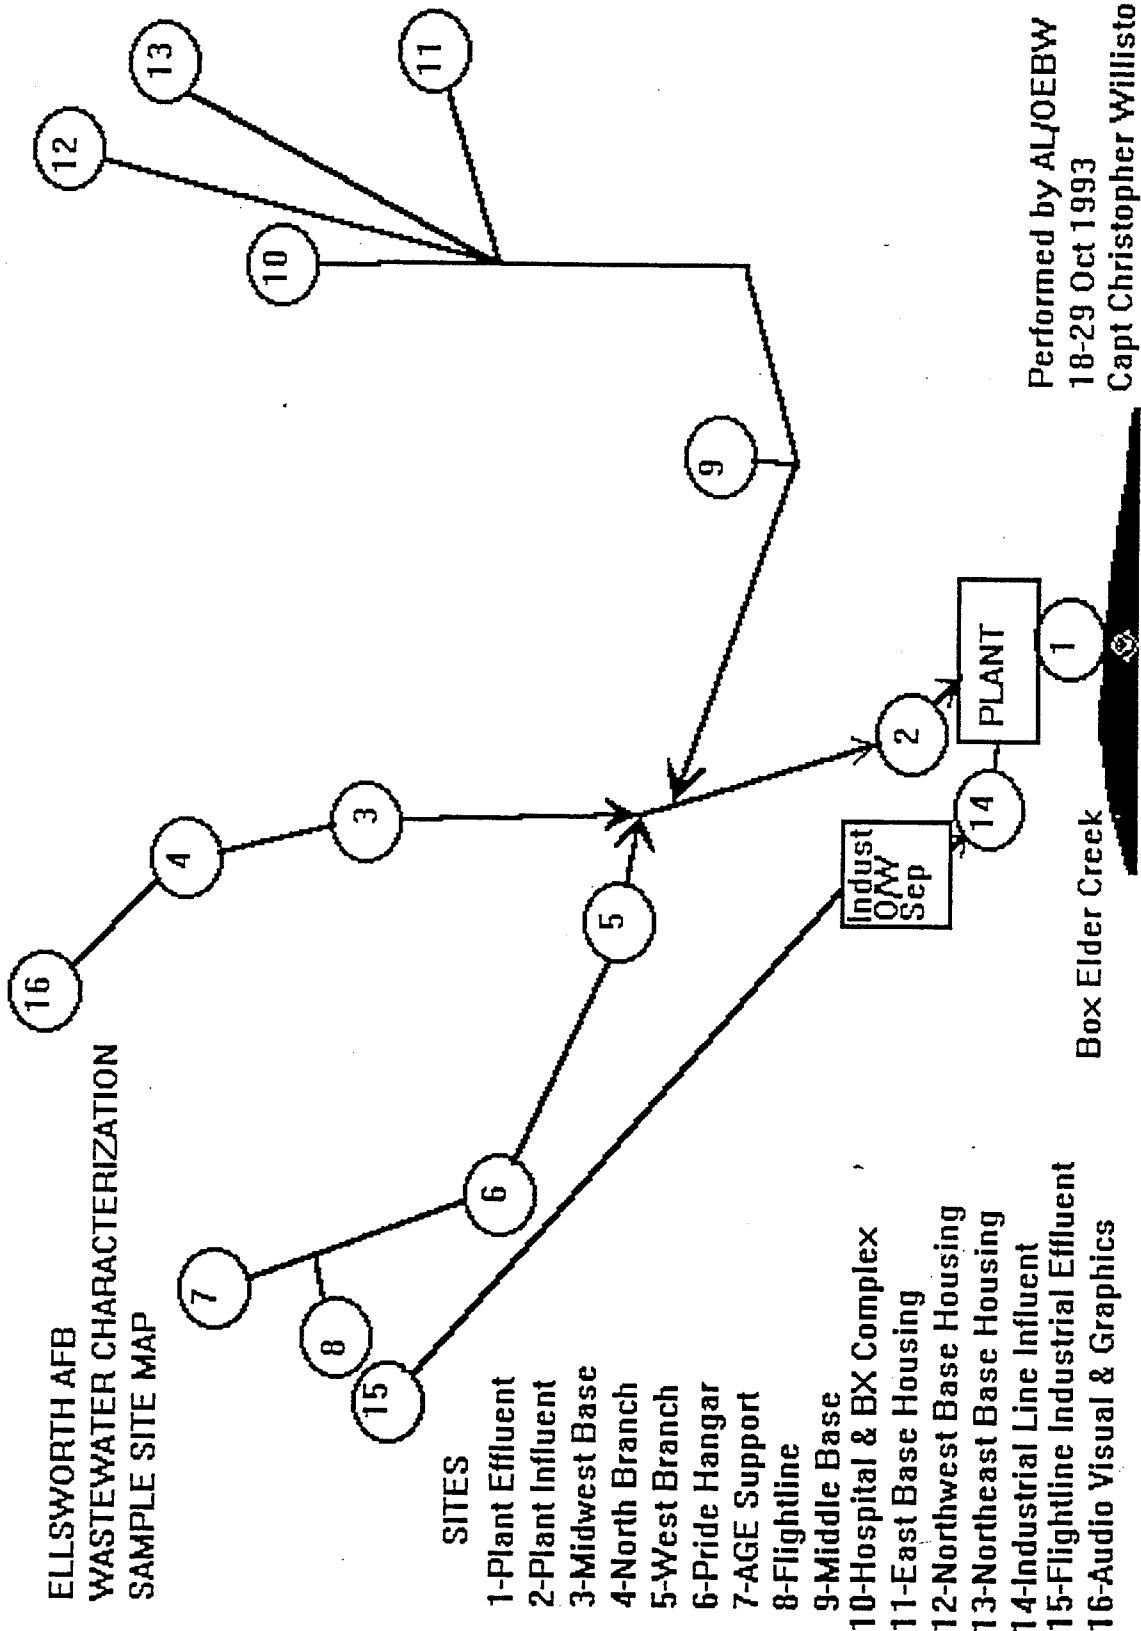 ELLSWORTH AFB
WASTEWATER CHARACTERIZATION
SAMPLE SITE MAP
16
4
3
12
13
10
11
7
8
15
6
5
9
2
14
1
Indust
O/W
Sep
PLANT
Box Elder Creek
SITES
1-Plant Effluent
2-Plant Influent
3-Midwest Base
4-North Branch
5-West Branch
6-Pride Hangar
7-AGE Support
8-Flightline
9-Middle Base
10-Hospital & BX Complex
11-East Base Housing
12-Northwest Base Housing
13-Northeast Base Housing
14-Industrial Line Influent
15-Flightline Industrial Effluent
16-Audio Visual & Graphics
Performed by AL/OEBW
18-29 Oct 1993
Capt Christopher Willisto